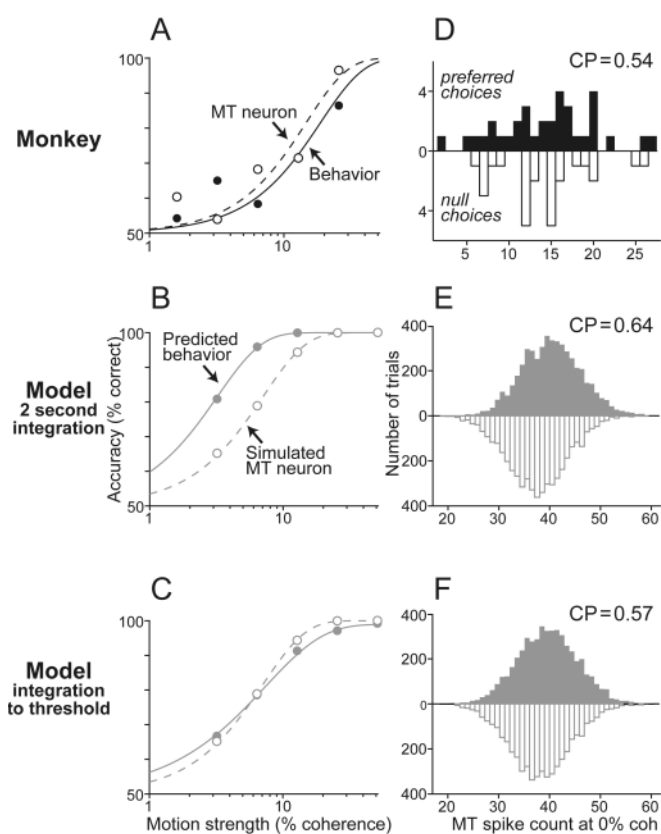 A
D
CP=0.54
Monkey
100
50
1
10
MT neuron
Behavior
preferred
choices
null
choices
4
0
4
5
10
15
20
25
B
E
CP=0.64
Model
2 second
integration
Accuracy (% correct)
100
50
1
10
Predicted
behavior
Simulated
MT neuron
Number of trials
400
200
0
200
400
20
30
40
50
60
C
F
CP=0.57
Model
integration
to threshold
100
50
1
10
Motion strength (% coherence)
400
200
0
200
400
20
30
40
50
60
MT spike count at 0% coh